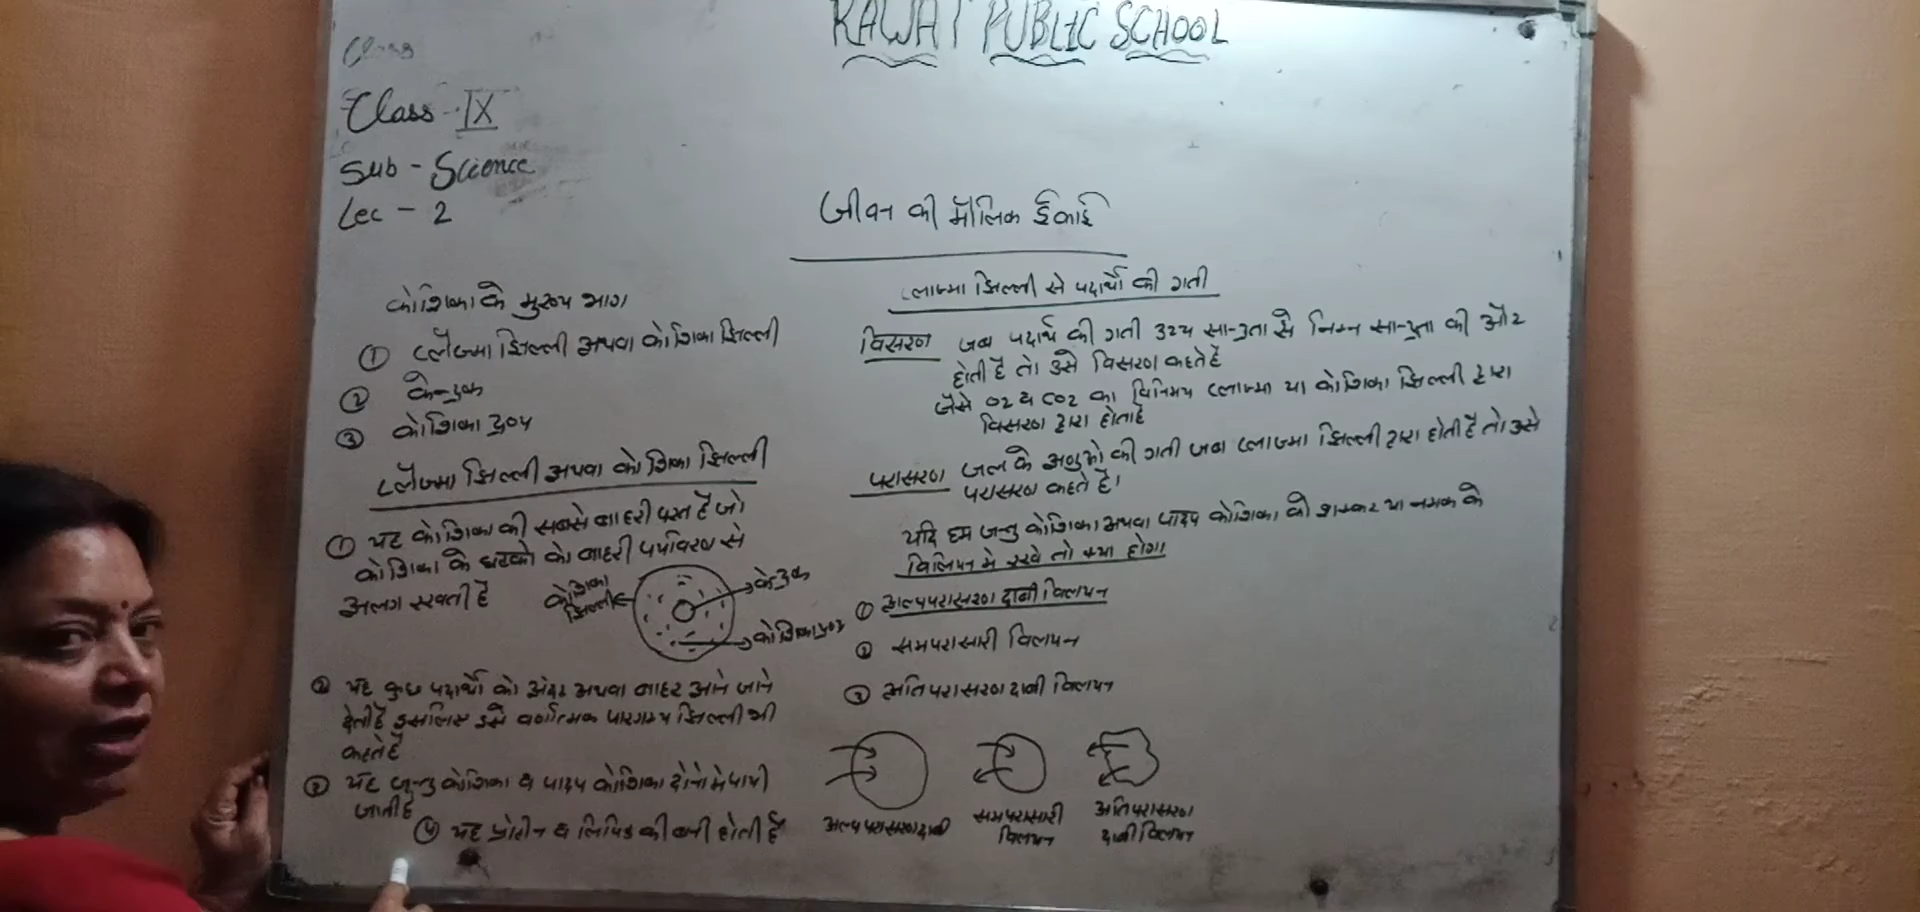 RAWAT PUBLIC SCHOOL
Class
Class - IX
Sub - Science
Lec - 2
जीवन की मौलिक ईकाई
कोशिका के मुख्य भाग
① प्लैज्मा झिल्ली अथवा कोशिका झिल्ली
② केन्द्रक
③ कोशिका द्रव्य
प्लैज्मा झिल्ली अथवा कोशिका झिल्ली
① यह कोशिका की सबसे बाहरी परत है जो
कोशिका के घटको को बाहरी पर्यावरण से
अलग रखती है
कोशिका
झिल्ली
केन्द्रक
कोशिका द्रव्य
② यह कुछ पदार्थो को अंदर अथवा बाहर आने जाने
देती है इसलिए इसे वर्णात्मक पारगम्य झिल्ली भी
कहते है
③ यह जन्तु कोशिका व पादप कोशिका दोनो मे पायी
जाती है
④ यह प्रोटीन व लिपिड की बनी होती है
प्लाज्मा झिल्ली से पदार्थो की गती
विसरण जब पदार्थ की गती उच्च सान्द्रता से निम्न सान्द्रता की और
होती है तो उसे विसरण कहते है
जैसे O2 व CO2 का विनिमय प्लाज्मा या कोशिका झिल्ली द्वारा
विसरण द्वारा होता है
परासरण जल के अणुओ की गती जब प्लाज्मा झिल्ली द्वारा होती है तो उसे
परासरण कहते है।
यदि हम जन्तु कोशिका अथवा पादप कोशिका को शक्कर या नमक के
विलियन मे रखे तो क्या होगा
① अल्पपरासरण दाबी विलयन
② समपरासारी विलयन
③ अतिपरासरण दाबी विलयन
अल्पपरासरणदाबी
समपरासारी
विलयन
अतिपरासरण
दाबी विलयन